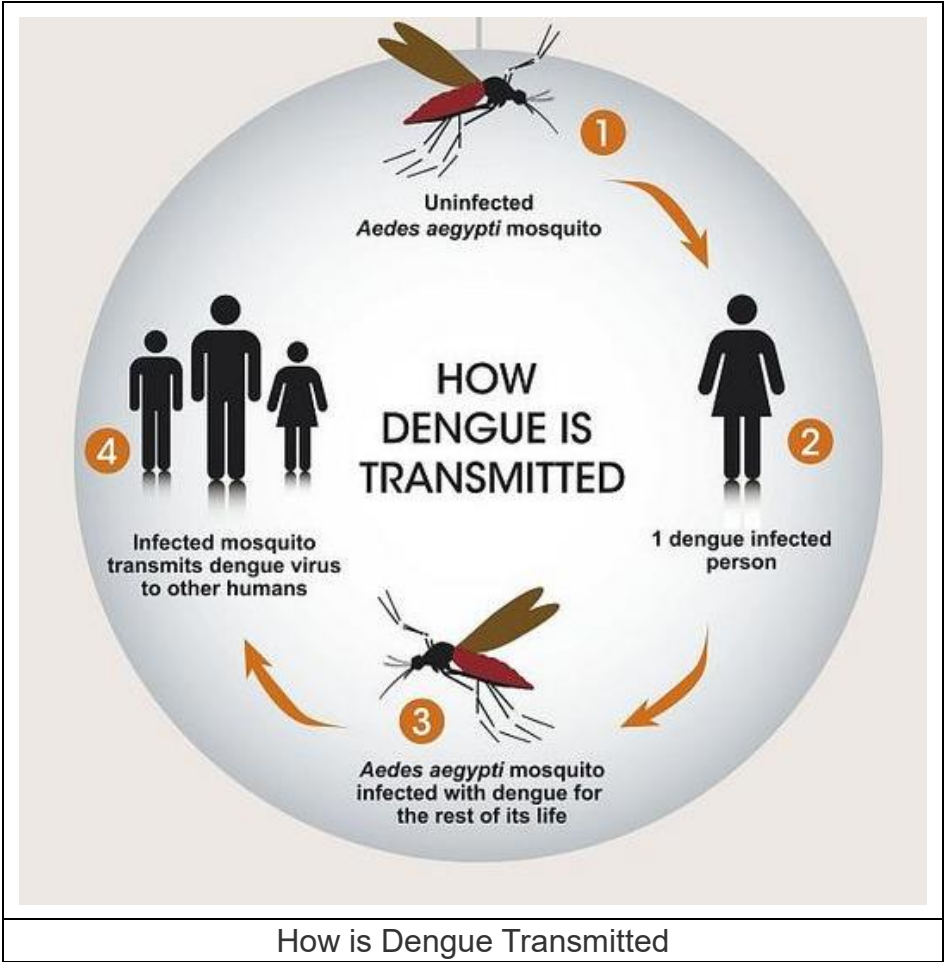 1
Uninfected
Aedes aegypti mosquito
HOW
DENGUE IS
TRANSMITTED
2
1 dengue infected
person
3
Aedes aegypti mosquito
infected with dengue for
the rest of its life
4
Infected mosquito
transmits dengue virus
to other humans
How is Dengue Transmitted